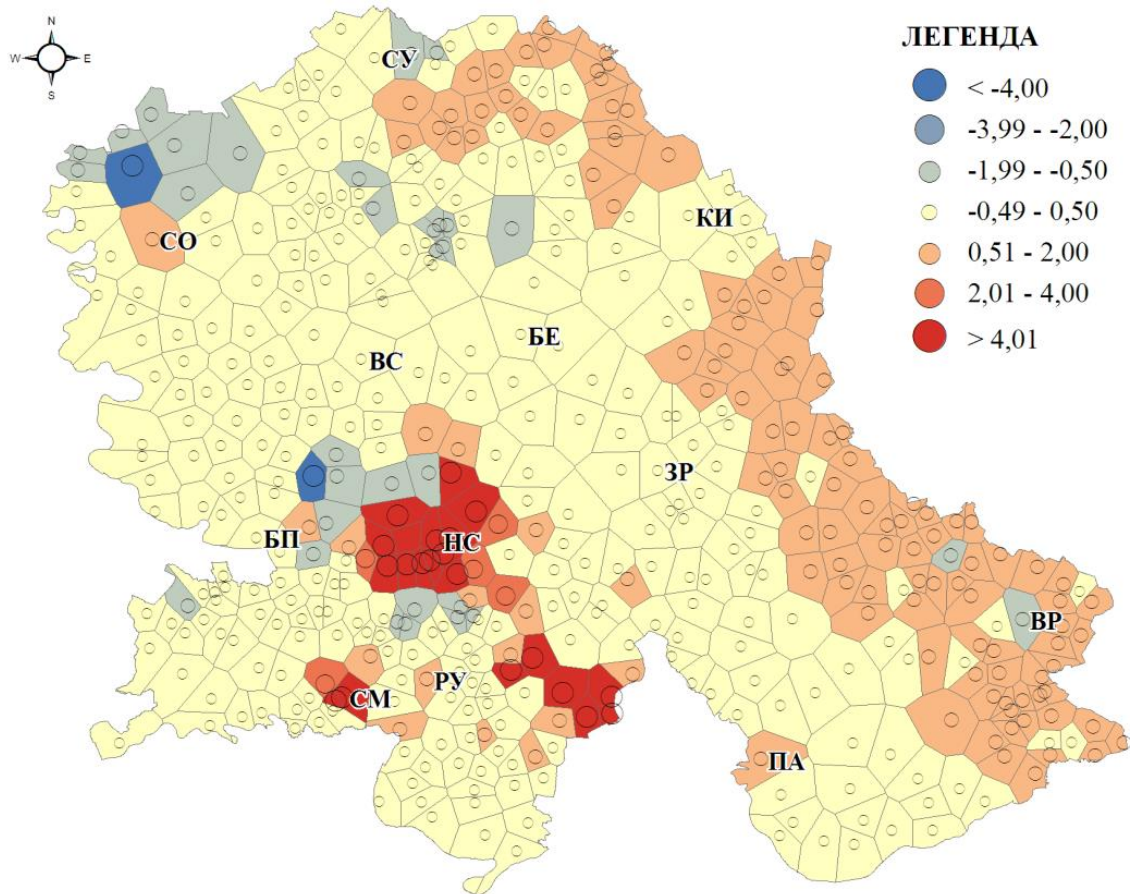 N
W E
S
ЛЕГЕНДА
< -4,00
-3,99 - -2,00
-1,99 - -0,50
-0,49 - 0,50
0,51 - 2,00
2,01 - 4,00
> 4,01
СУ
СО
КИ
БЕ
ВС
ЗР
БП
НС
ВР
РУ
СМ
ПА